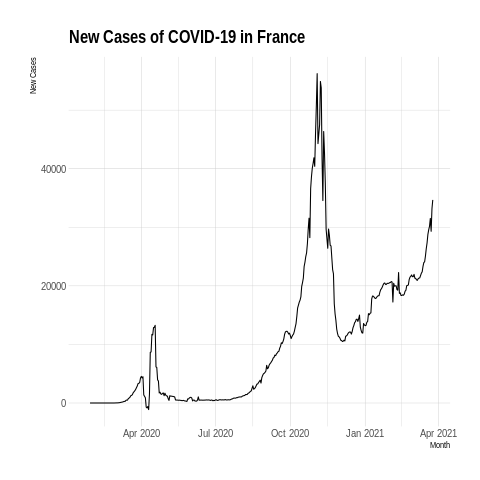 New Cases of COVID-19 in France
New Cases
40000
20000
0
Apr 2020 Jul 2020 Oct 2020 Jan 2021 Apr 2021
Month